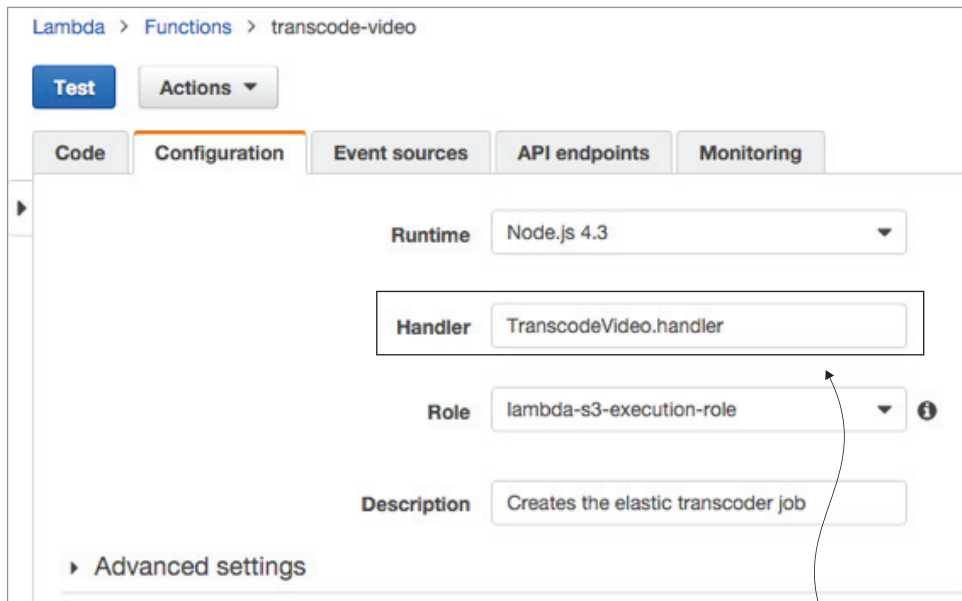 Lambda > Functions > transcode-video
Test Actions
Code Configuration Event sources API endpoints Monitoring
Runtime Node.js 4.3
Handler TranscodeVideo.handler
Role lambda-s3-execution-role
Description Creates the elastic transcoder job
Advanced settings